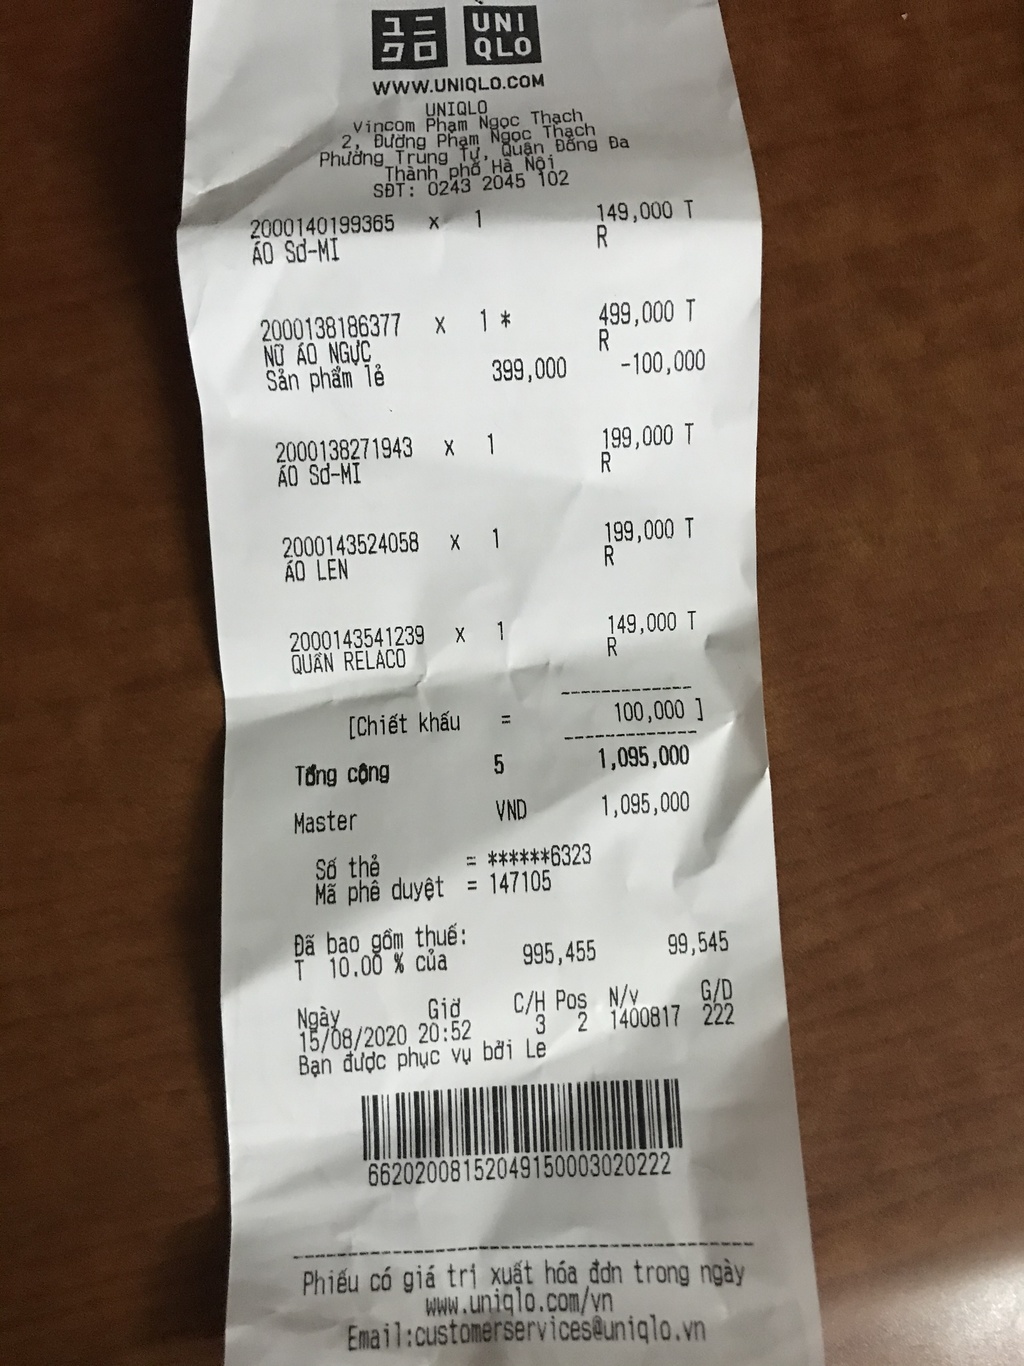 ユニ UNI
クロ QLO
WWW.UNIQLO.COM
UNIQLO
Vincom Phạm Ngọc Thạch
2, Đường Phạm Ngọc Thạch
Phường Trung Tự, Quận Đống Đa
Thành phố Hà Nội
SĐT: 0243 2045 102
2000140199365 x 1 149,000 T
ÁO Sơ-MI R
2000138186377 x 1 * 499,000 T
NỮ ÁO NGỰC R
Sản phẩm lẻ 399,000 -100,000
2000138271943 x 1 199,000 T
ÁO Sơ-MI R
2000143524058 x 1 199,000 T
ÁO LEN R
2000143541239 x 1 149,000 T
QUẦN RELACO R
[Chiết khấu = 100,000 ]
Tổng cộng 5 1,095,000
Master VND 1,095,000
Số thẻ = ******6323
Mã phê duyệt = 147105
Đã bao gồm thuế:
T 10.00 % của 995,455 99,545
Ngày Giờ C/H Pos N/v G/D
15/08/2020 20:52 3 2 1400817 222
Bạn được phục vụ bởi Le
66202008152049150003020222
Phiếu có giá trị xuất hóa đơn trong ngày
www.uniqlo.com/vn
Email:customerservices@uniqlo.vn